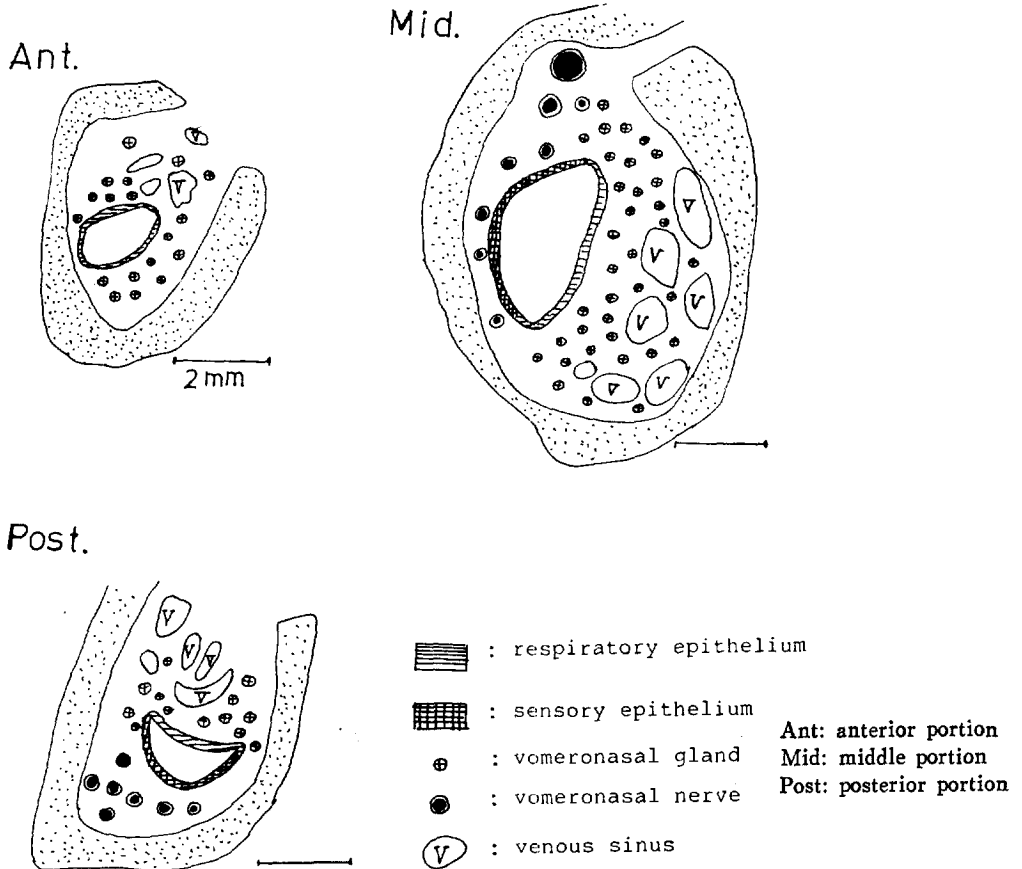 Ant.
Mid.
V
V
2 mm
V
V
V
V
V
V
Post.
V
V
V
V
: respiratory epithelium
: sensory epithelium
: vomeronasal gland
: vomeronasal nerve
V : venous sinus
Ant: anterior portion
Mid: middle portion
Post: posterior portion